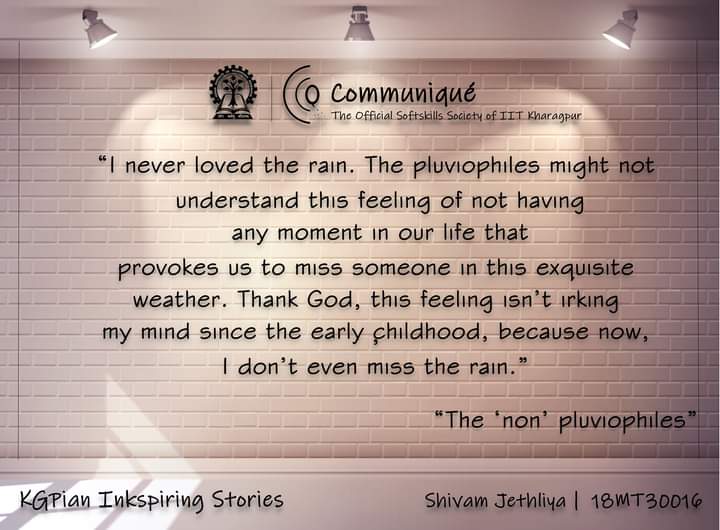 Communiqué
The Official Softskills Society of IIT Kharagpur
“I never loved the rain. The pluviophiles might not
understand this feeling of not having
any moment in our life that
provokes us to miss someone in this exquisite
weather. Thank God, this feeling isn’t irking
my mind since the early çhildhood, because now,
I don’t even miss the rain.”
“The ‘non’ pluviophiles”
KGPian Inkspiring Stories
Shivam Jethliya | 18MT30016